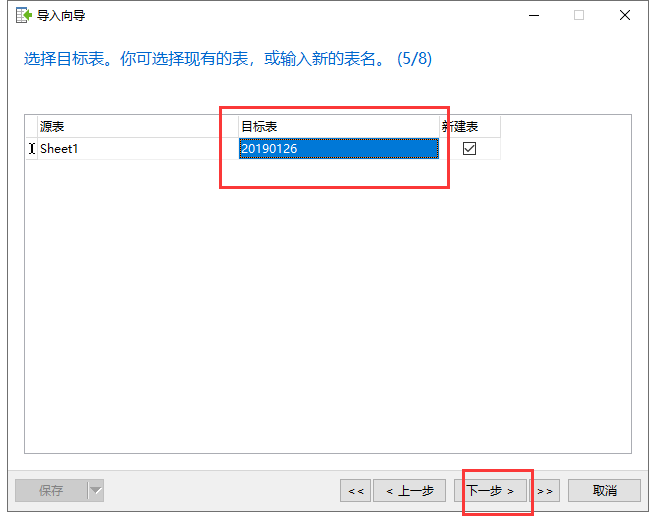 导入向导
选择目标表。你可选择现有的表，或输入新的表名。 (5/8)
源表 目标表 新建表
Sheet1 20190126
保存 << < 上一步 下一步 > >> 取消